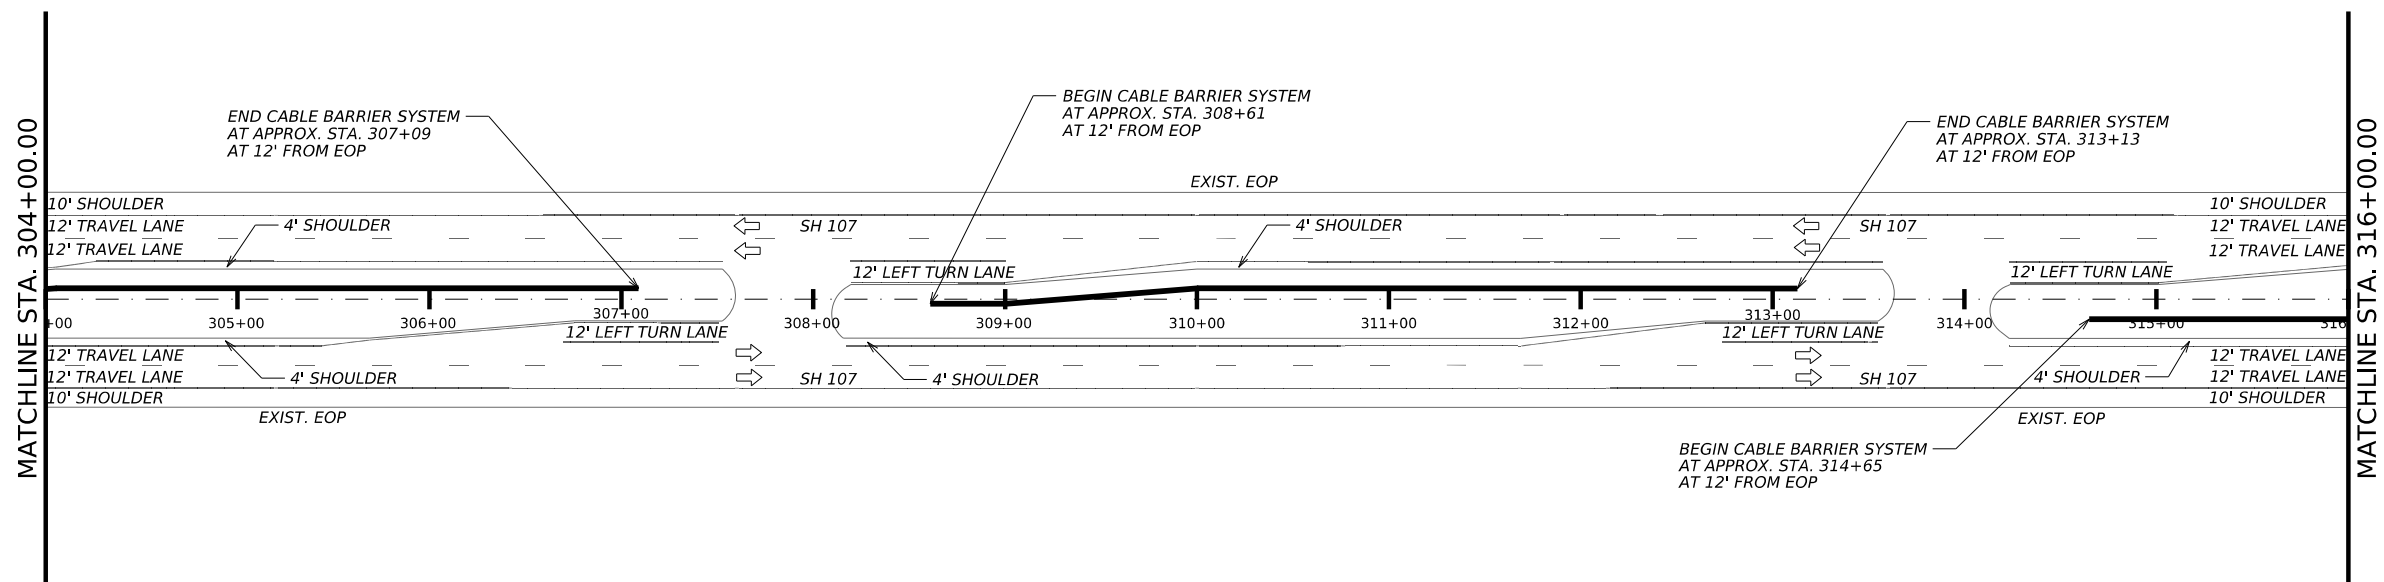 MATCHLINE STA. 304+00.00
END CABLE BARRIER SYSTEM
AT APPROX. STA. 307+09
AT 12' FROM EOP
BEGIN CABLE BARRIER SYSTEM
AT APPROX. STA. 308+61
AT 12' FROM EOP
END CABLE BARRIER SYSTEM
AT APPROX. STA. 313+13
AT 12' FROM EOP
MATCHLINE STA. 316+00.00
EXIST. EOP
10' SHOULDER
10' SHOULDER
12' TRAVEL LANE
4' SHOULDER
SH 107
4' SHOULDER
SH 107
12' TRAVEL LANE
12' TRAVEL LANE
12' TRAVEL LANE
12' LEFT TURN LANE
12' LEFT TURN LANE
+00
305+00
306+00
307+00
308+00
309+00
310+00
311+00
312+00
313+00
314+00
315+00
316
12' LEFT TURN LANE
12' LEFT TURN LANE
12' TRAVEL LANE
12' TRAVEL LANE
12' TRAVEL LANE
4' SHOULDER
SH 107
4' SHOULDER
SH 107
4' SHOULDER
12' TRAVEL LANE
10' SHOULDER
10' SHOULDER
EXIST. EOP
EXIST. EOP
BEGIN CABLE BARRIER SYSTEM
AT APPROX. STA. 314+65
AT 12' FROM EOP